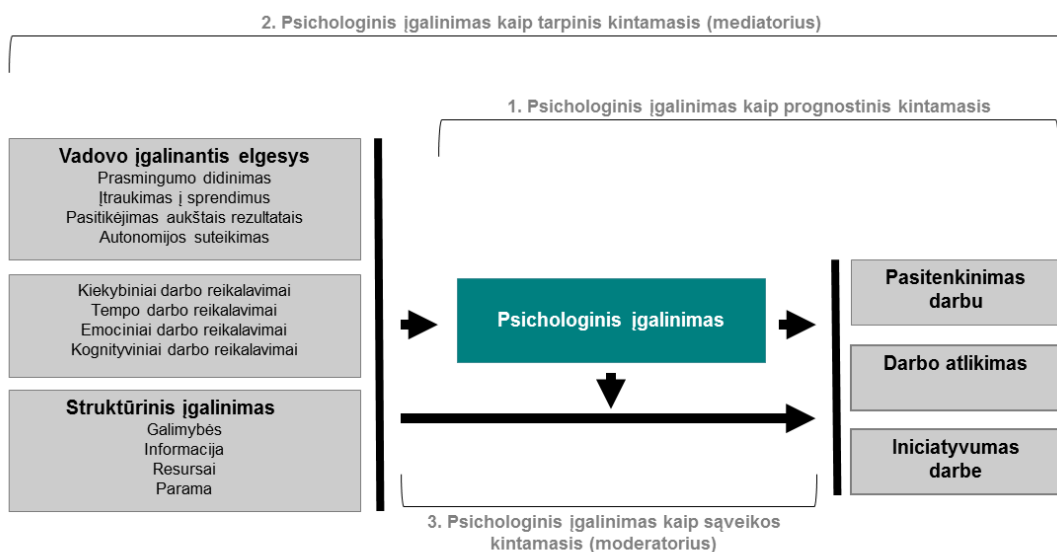 2. Psichologinis įgalinimas kaip tarpinis kintamasis (mediatorius)
1. Psichologinis įgalinimas kaip prognostinis kintamasis
Vadovo įgalinantis elgesys
Prasmingumo didinimas
Įtraukimas į sprendimus
Pasitikėjimas aukštais rezultatais
Autonomijos suteikimas
Kiekybiniai darbo reikalavimai
Tempo darbo reikalavimai
Emociniai darbo reikalavimai
Kognityviniai darbo reikalavimai
Struktūrinis įgalinimas
Galimybės
Informacija
Resursai
Parama
Psichologinis įgalinimas
Pasitenkinimas
darbu
Darbo atlikimas
Iniciatyvumas
darbe
3. Psichologinis įgalinimas kaip sąveikos
kintamasis (moderatorius)